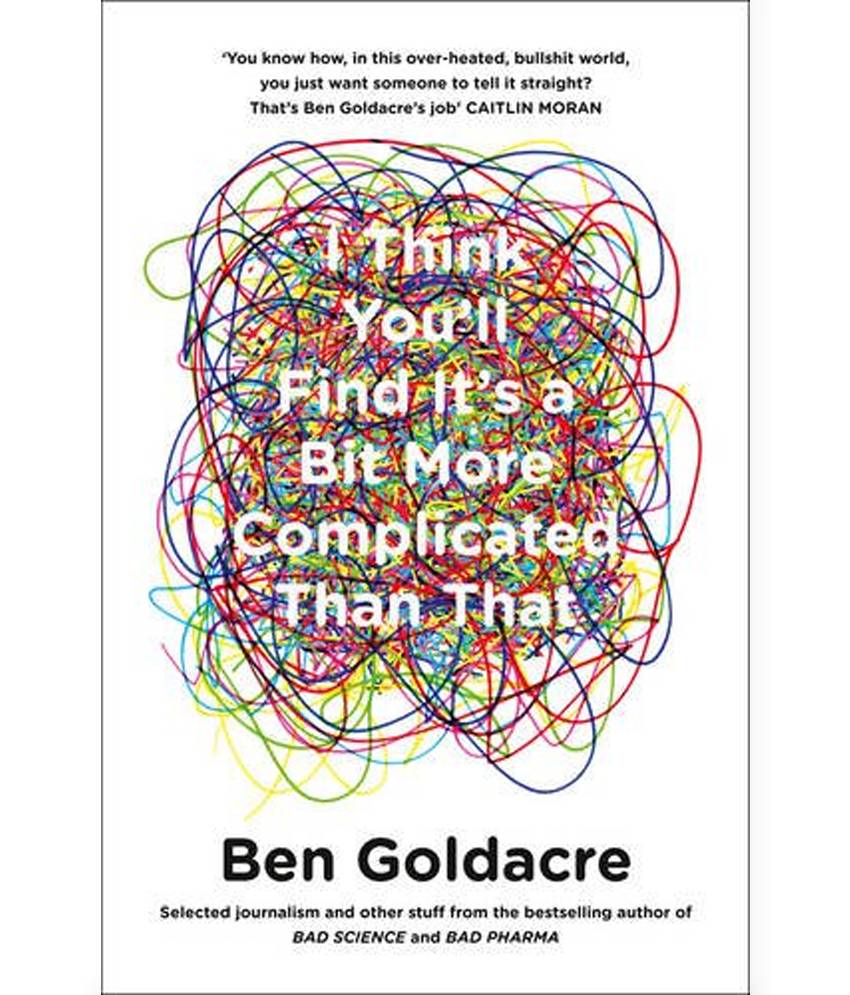 ‘You know how, in this over-heated, bullshit world,
you just want someone to tell it straight?
That’s Ben Goldacre’s job’ CAITLIN MORAN
I Think
You’ll
Find It’s a
Bit More
Complicated
Than That
Ben Goldacre
Selected journalism and other stuff from the bestselling author of
BAD SCIENCE and BAD PHARMA